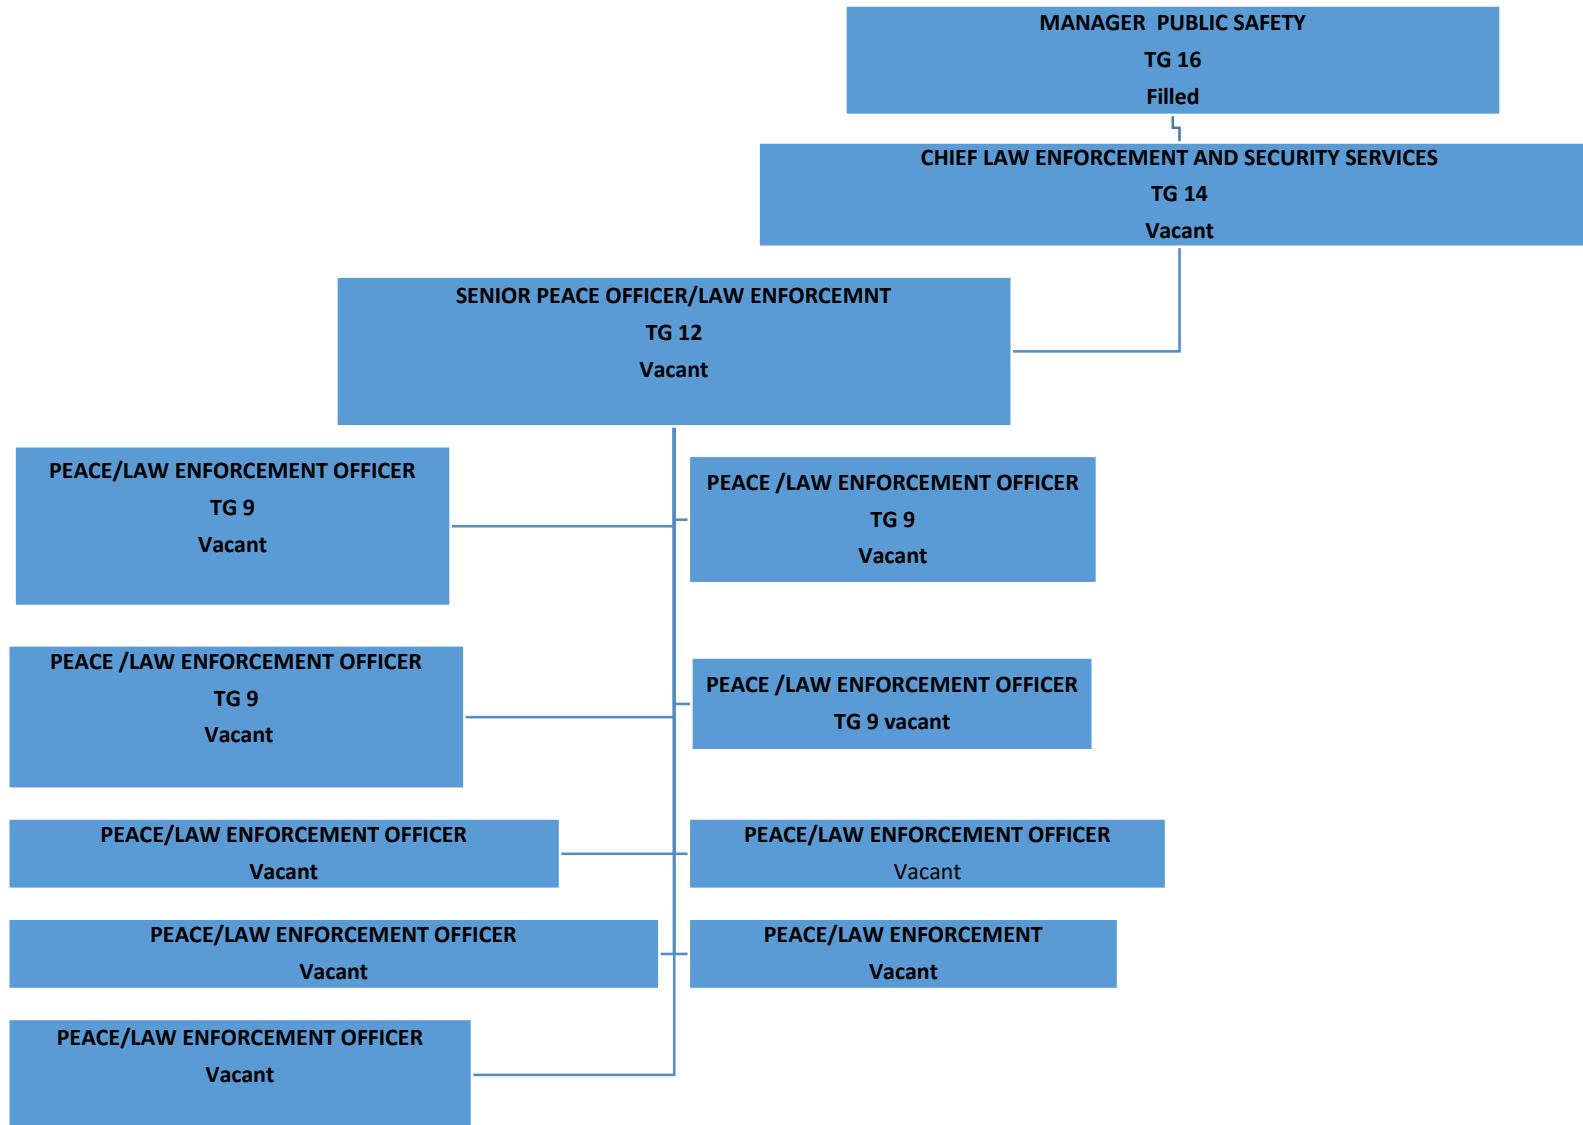 MANAGER  PUBLIC SAFETY
TG 16
Filled
CHIEF LAW ENFORCEMENT AND SECURITY SERVICES
TG 14
Vacant
SENIOR PEACE OFFICER/LAW ENFORCEMNT
TG 12
Vacant
PEACE/LAW ENFORCEMENT OFFICER
TG 9
Vacant
PEACE /LAW ENFORCEMENT OFFICER
TG 9
Vacant
PEACE /LAW ENFORCEMENT OFFICER
TG 9
Vacant
PEACE /LAW ENFORCEMENT OFFICER
TG 9 vacant
PEACE/LAW ENFORCEMENT OFFICER
Vacant
PEACE/LAW ENFORCEMENT OFFICER
Vacant
PEACE/LAW ENFORCEMENT OFFICER
Vacant
PEACE/LAW ENFORCEMENT
Vacant
PEACE/LAW ENFORCEMENT OFFICER
Vacant